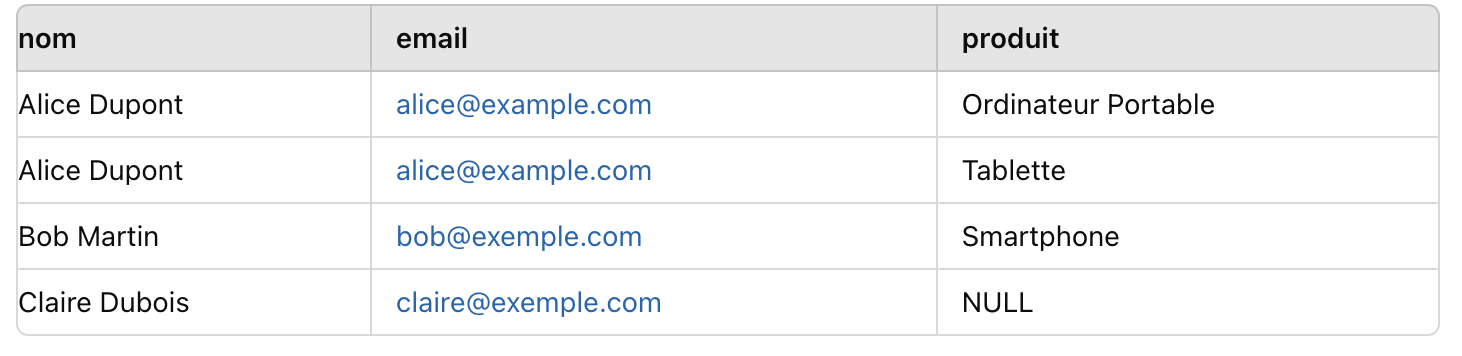 nom email produit
Alice Dupont alice@example.com Ordinateur Portable
Alice Dupont alice@example.com Tablette
Bob Martin bob@exemple.com Smartphone
Claire Dubois claire@exemple.com NULL